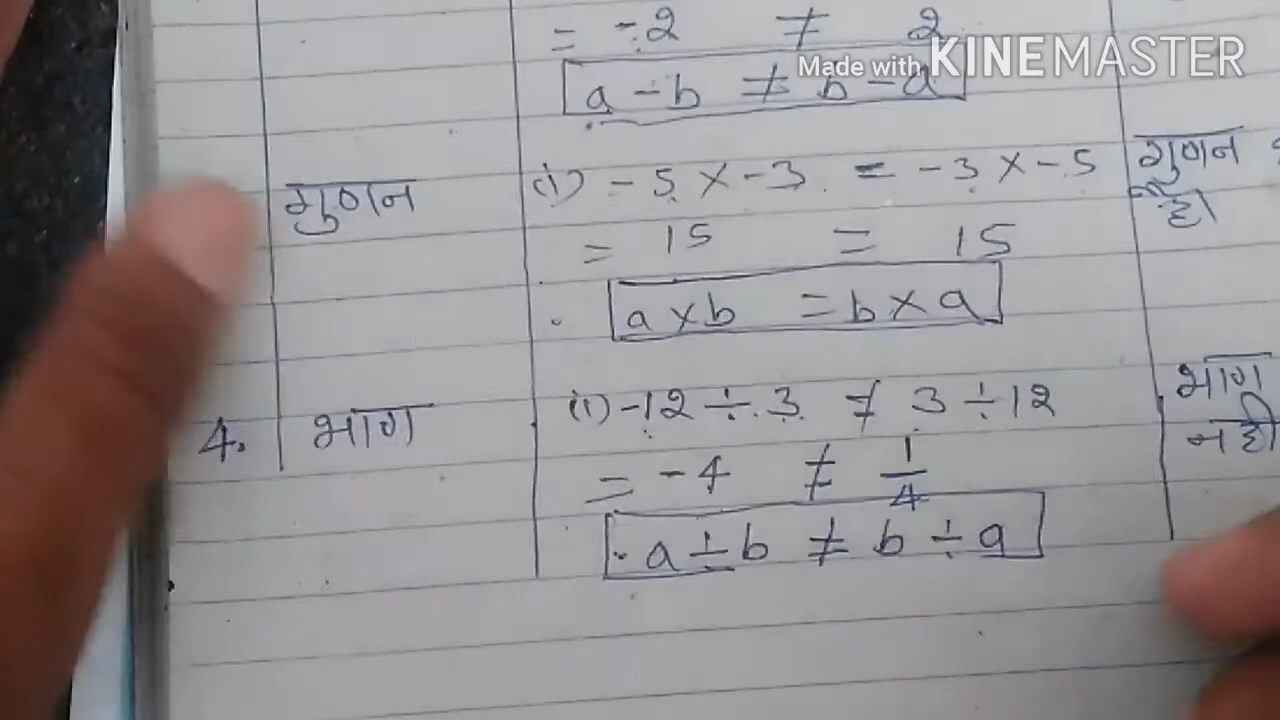 = -2 ≠ 2
Made with KINEMASTER
a - b ≠ b - a
गुणन (i) -5 × -3 = -3 × -5 गुणन
है।
= 15 = 15
a × b = b × a
4. भाग (i) -12 ÷ 3 ≠ 3 ÷ 12 भाग
नही
= -4 ≠ 1/4
a ÷ b ≠ b ÷ a